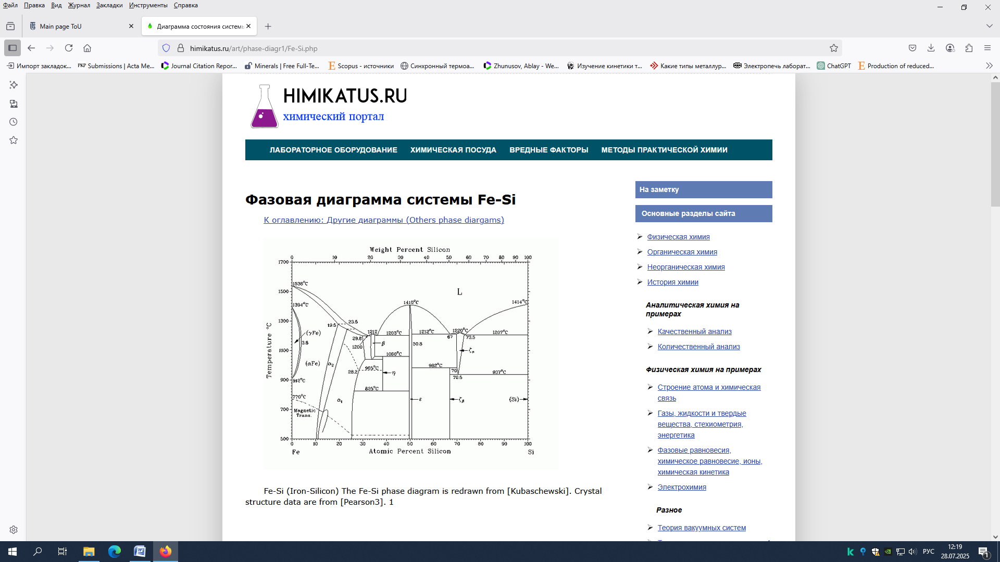 Файл Правка Вид Журнал Закладки Инструменты Справка
Main page ToU
Диаграмма состояния системы
himikatus.ru/art/phase-diagr1/Fe-Si.php
Импорт закладок...
PKP Submissions | Acta Me...
Journal Citation Repor...
Minerals | Free Full-Te...
Scopus - источники
Синхронный термоа...
Zhunusov, Ablay - We...
Изучение кинетики т...
Какие типы металлур...
Электропечь лаборат...
ChatGPT
Production of reduced...
HIMIKATUS.RU
химический портал
ЛАБОРАТОРНОЕ ОБОРУДОВАНИЕ ХИМИЧЕСКАЯ ПОСУДА ВРЕДНЫЕ ФАКТОРЫ МЕТОДЫ ПРАКТИЧЕСКОЙ ХИМИИ
Фазовая диаграмма системы Fe-Si
К оглавлению: Другие диаграммы (Others phase diargams)
Weight Percent Silicon
0 10 20 30 40 50 60 70 80 90 100
1700
1538°C
1500
L
1394°C
1410°C
1414°C
1300
19.5
23.5
1212
1203°C
1212°C
1220°C
1207°C
(γFe)
3.8
29.8
1200
β
50.8
67
73.5
1100
1060°C
ζα
(αFe)
α2
28.2
965°C
η
982°C
70
70.5
937°C
900
912°C
825°C
770°C
α1
ε
ζβ
(Si)
700
Magnetic
Trans.
500
Temperature °C
0 10 20 30 40 50 60 70 80 90 100
Fe
Atomic Percent Silicon
Si
Fe-Si (Iron-Silicon) The Fe-Si phase diagram is redrawn from [Kubaschewski]. Crystal
structure data are from [Pearson3]. 1
На заметку
Основные разделы сайта
Физическая химия
Органическая химия
Неорганическая химия
История химии
Аналитическая химия на
примерах
Качественный анализ
Количественный анализ
Физическая химия на примерах
Строение атома и химическая
связь
Газы, жидкости и твердые
вещества, стехиометрия,
энергетика
Фазовые равновесия,
химическое равновесие, ионы,
химическая кинетика
Электрохимия
Разное
Теория вакуумных систем
РУС
12:19
28.07.2025
1